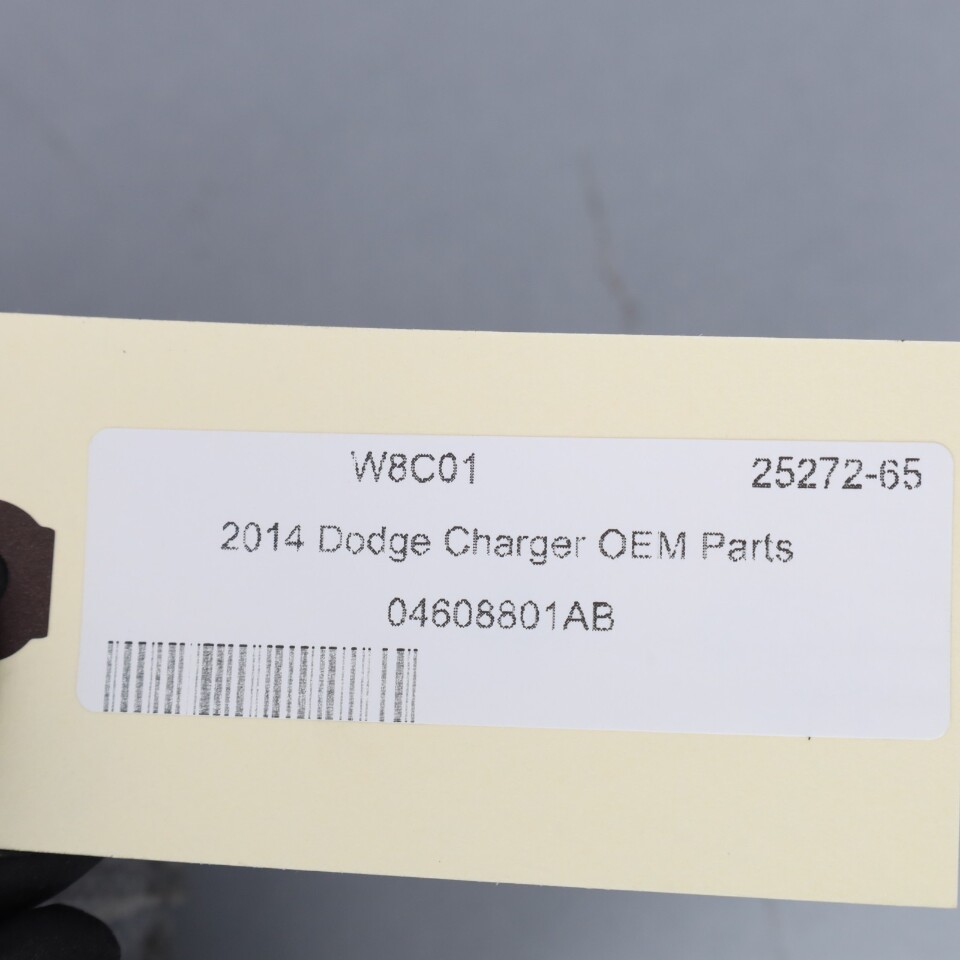 W8C01 25272-65
2014 Dodge Charger OEM Parts
04608801AB